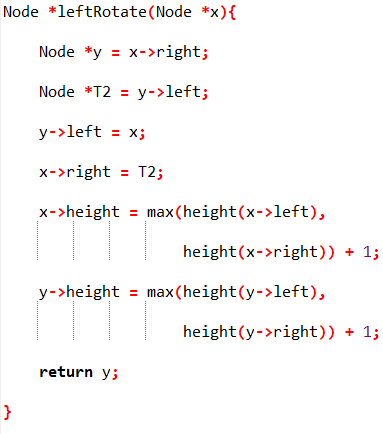 Node *leftRotate(Node *x){
Node *y = x->right;
Node *T2 = y->left;
y->left = x;
x->right = T2;
x->height = max(height(x->left),
height(x->right)) + 1;
y->height = max(height(y->left),
height(y->right)) + 1;
return y;
}